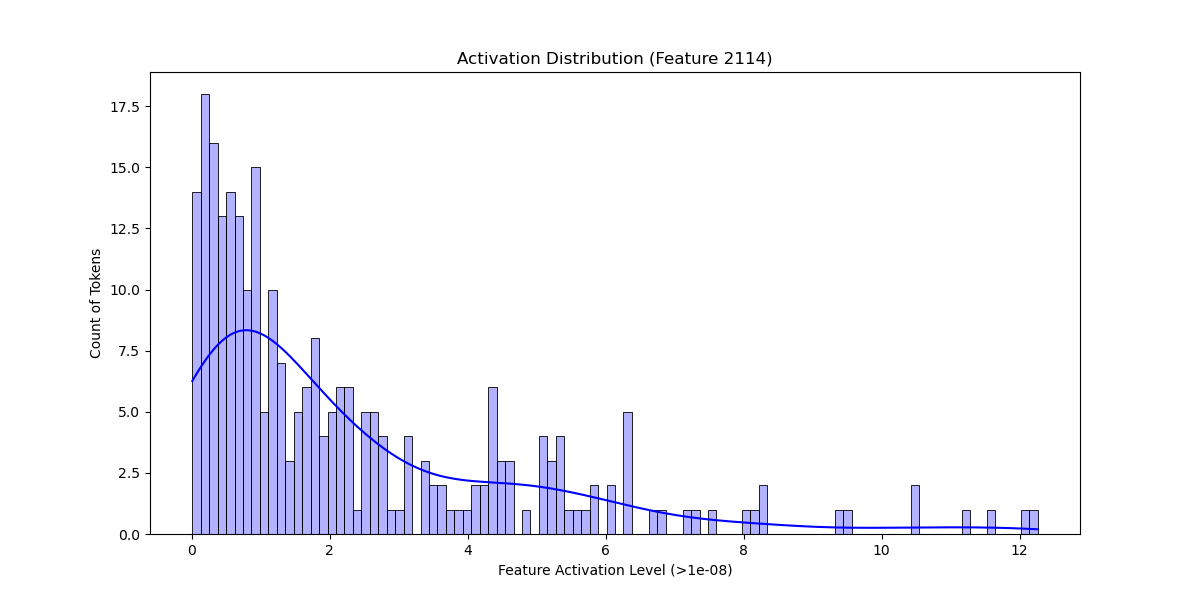 Activation Distribution (Feature 2114)
17.5
15.0
12.5
10.0
7.5
5.0
2.5
0.0
Count of Tokens
0 2 4 6 8 10 12
Feature Activation Level (>1e-08)